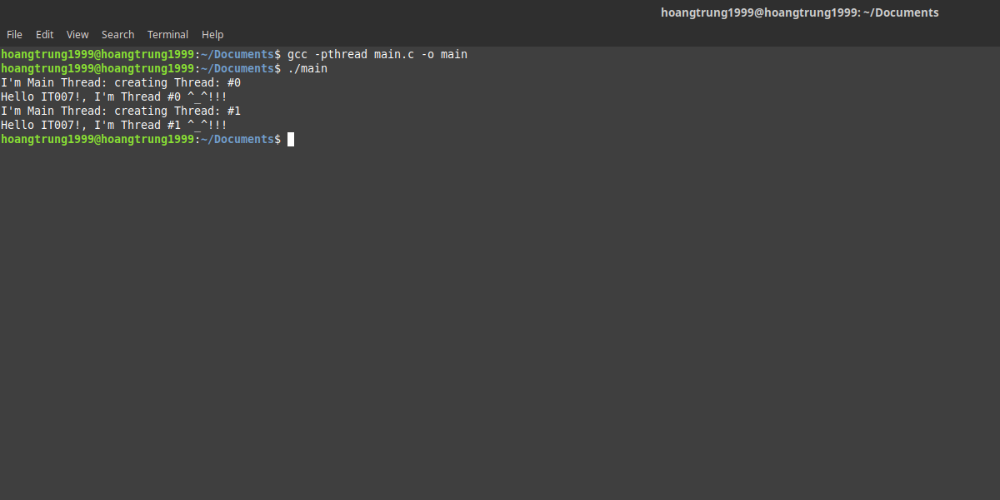 hoangtrung1999@hoangtrung1999: ~/Documents
File Edit View Search Terminal Help
hoangtrung1999@hoangtrung1999:~/Documents$ gcc -pthread main.c -o main
hoangtrung1999@hoangtrung1999:~/Documents$ ./main
I'm Main Thread: creating Thread: #0
Hello IT007!, I'm Thread #0 ^_^!!!
I'm Main Thread: creating Thread: #1
Hello IT007!, I'm Thread #1 ^_^!!!
hoangtrung1999@hoangtrung1999:~/Documents$